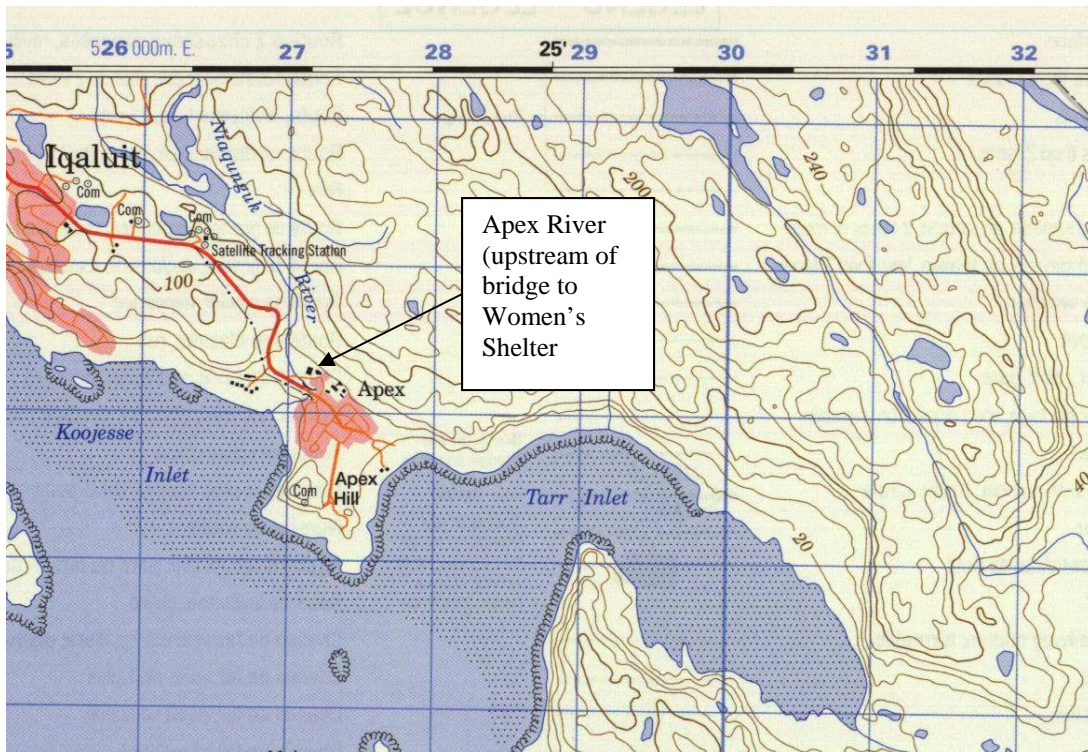 5 526 000m. E. 27 28 25' 29 30 31 32
Iqaluit
Com
Com
Com
Satellite Tracking Station
Niaqunguk
River
100
200
240
Apex River
(upstream of
bridge to
Women's
Shelter
Apex
Koojesse
Inlet
Com
Apex
Hill
Tarr Inlet
20
40